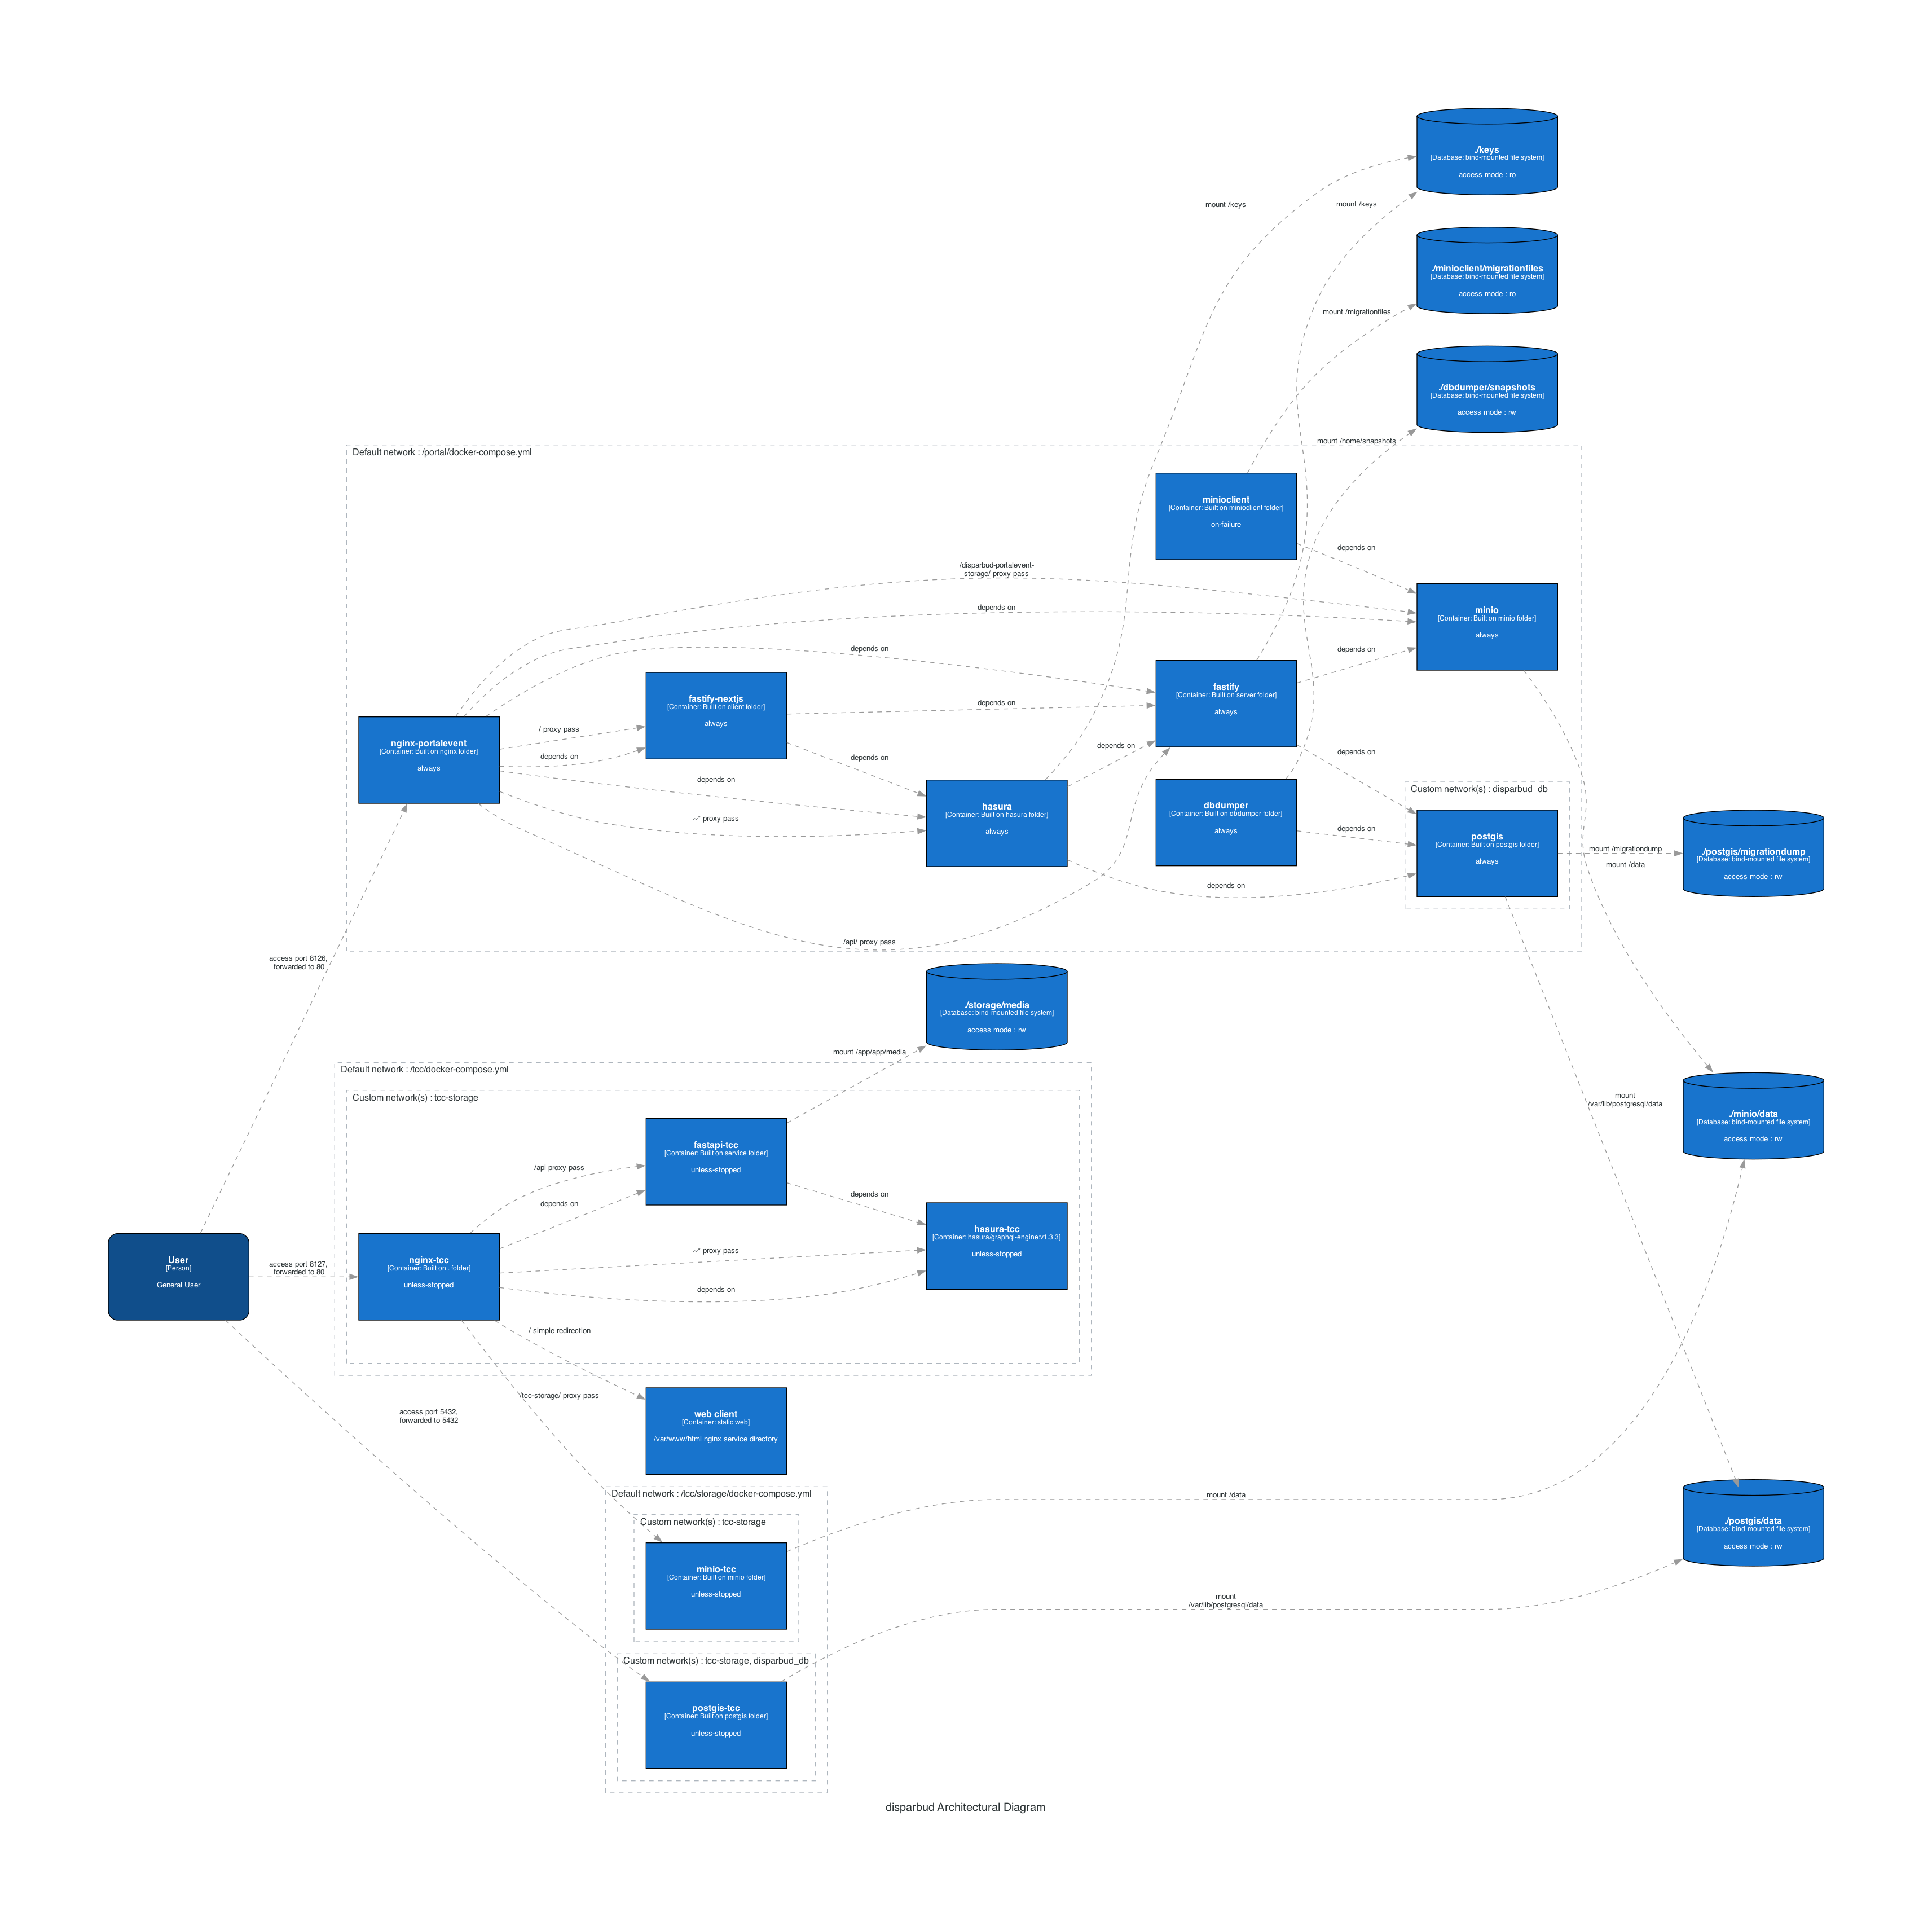 ./keys
[Database: bind-mounted file system]
access mode : ro
mount /keys
mount /keys
./minioclient/migrationfiles
[Database: bind-mounted file system]
access mode : ro
mount /migrationfiles
./dbdumper/snapshots
[Database: bind-mounted file system]
access mode : rw
mount /home/snapshots
Default network : /portal/docker-compose.yml
minioclient
[Container: Built on minioclient folder]
on-failure
depends on
/disparbud-portalevent-
storage/ proxy pass
depends on
minio
[Container: Built on minio folder]
always
depends on
depends on
fastify-nextjs
[Container: Built on client folder]
always
depends on
fastify
[Container: Built on server folder]
always
nginx-portalevent
[Container: Built on nginx folder]
always
/ proxy pass
depends on
depends on
depends on
depends on
depends on
~* proxy pass
hasura
[Container: Built on hasura folder]
always
dbdumper
[Container: Built on dbdumper folder]
always
depends on
Custom network(s) : disparbud_db
postgis
[Container: Built on postgis folder]
always
depends on
mount /migrationdump
mount /data
./postgis/migrationdump
[Database: bind-mounted file system]
access mode : rw
/api/ proxy pass
access port 8126,
forwarded to 80
./storage/media
[Database: bind-mounted file system]
access mode : rw
mount /app/app/media
Default network : /tcc/docker-compose.yml
Custom network(s) : tcc-storage
mount
/var/lib/postgresql/data
./minio/data
[Database: bind-mounted file system]
access mode : rw
fastapi-tcc
[Container: Built on service folder]
unless-stopped
/api proxy pass
depends on
depends on
hasura-tcc
[Container: hasura/graphql-engine:v1.3.3]
unless-stopped
User
[Person]
General User
access port 8127,
forwarded to 80
nginx-tcc
[Container: Built on . folder]
unless-stopped
~* proxy pass
depends on
/ simple redirection
/tcc-storage/ proxy pass
access port 5432,
forwarded to 5432
web client
[Container: static web]
/var/www/html nginx service directory
Default network : /tcc/storage/docker-compose.yml
mount /data
Custom network(s) : tcc-storage
./postgis/data
[Database: bind-mounted file system]
access mode : rw
minio-tcc
[Container: Built on minio folder]
unless-stopped
mount
/var/lib/postgresql/data
Custom network(s) : tcc-storage, disparbud_db
postgis-tcc
[Container: Built on postgis folder]
unless-stopped
disparbud Architectural Diagram